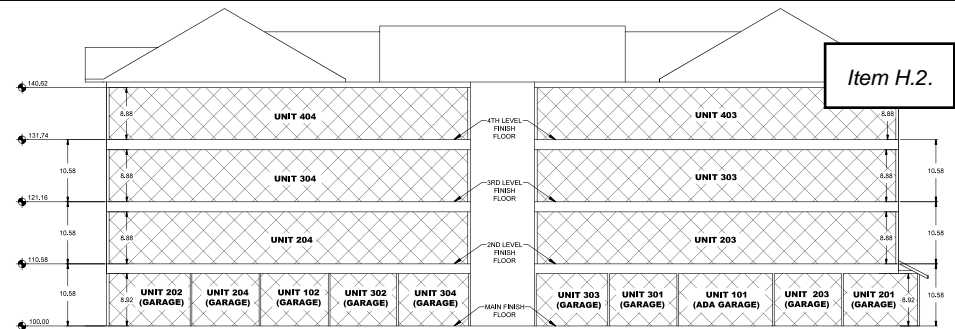 Item H.2.
140.62
8.88
UNIT 404
4TH LEVEL
FINISH
FLOOR
UNIT 403
8.88
131.74
10.58
8.88
UNIT 304
3RD LEVEL
FINISH
FLOOR
UNIT 303
8.88
10.58
121.16
10.58
8.88
UNIT 204
2ND LEVEL
FINISH
FLOOR
UNIT 203
8.88
10.58
110.58
10.58
8.92
UNIT 202
(GARAGE)
UNIT 204
(GARAGE)
UNIT 102
(GARAGE)
UNIT 302
(GARAGE)
UNIT 304
(GARAGE)
MAIN FINISH
FLOOR
UNIT 303
(GARAGE)
UNIT 301
(GARAGE)
UNIT 101
(ADA GARAGE)
UNIT 203
(GARAGE)
UNIT 201
(GARAGE)
8.92
10.58
100.00